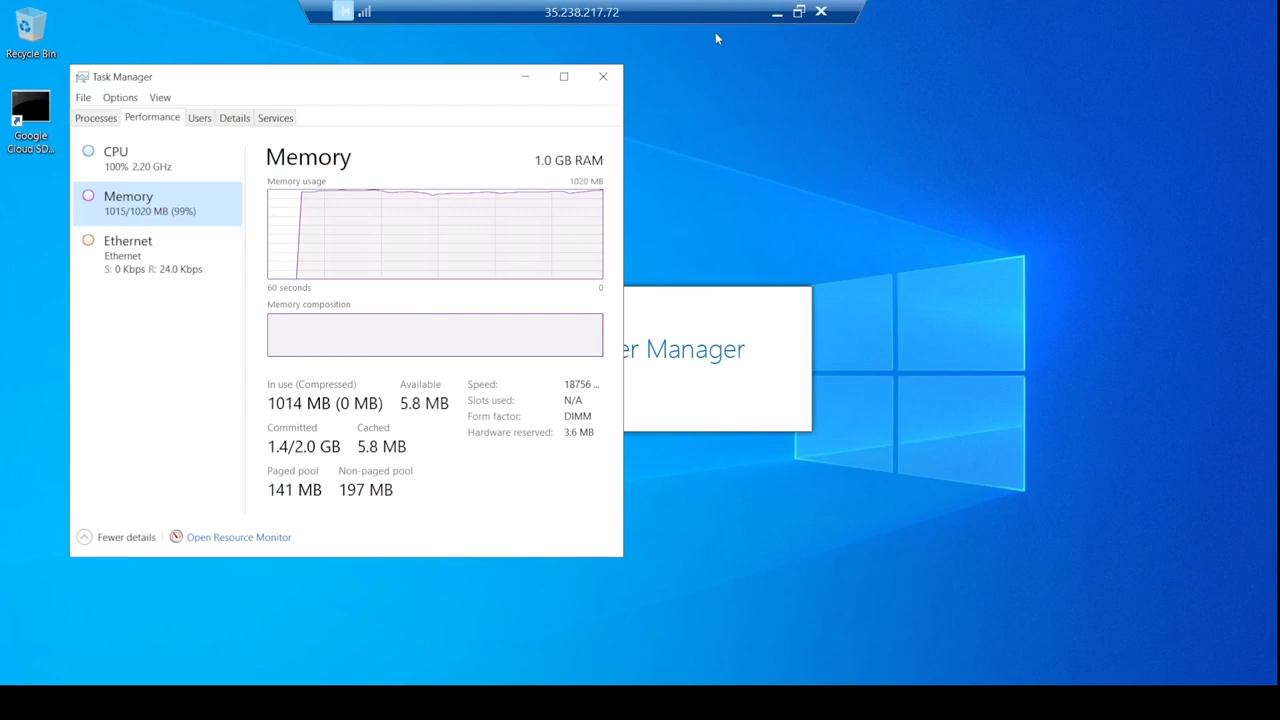 35.238.217.72
Recycle Bin
Google
Cloud SD...
Task Manager
File Options View
Processes Performance Users Details Services
CPU
100% 2.20 GHz
Memory
1015/1020 MB (99%)
Ethernet
Ethernet
S: 0 Kbps R: 24.0 Kbps
Memory 1.0 GB RAM
Memory usage 1020 MB
60 seconds 0
Memory composition
In use (Compressed) Available
1014 MB (0 MB) 5.8 MB
Committed Cached
1.4/2.0 GB 5.8 MB
Paged pool Non-paged pool
141 MB 197 MB
Speed: 18756 ...
Slots used: N/A
Form factor: DIMM
Hardware reserved: 3.6 MB
Fewer details Open Resource Monitor
er Manager